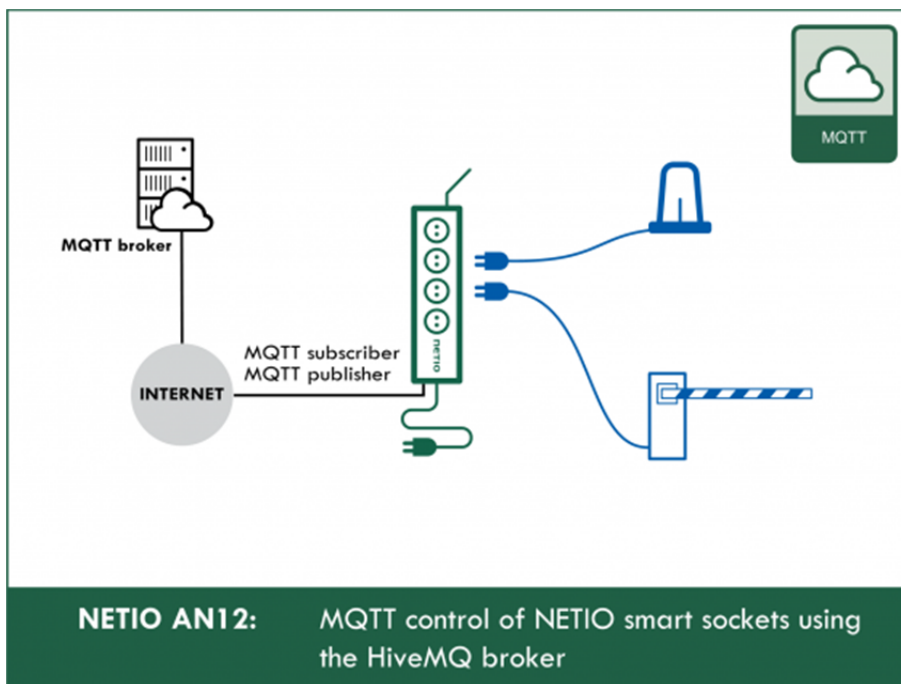 MQTT
MQTT broker
MQTT subscriber
MQTT publisher
INTERNET
NETIO
NETIO AN12: MQTT control of NETIO smart sockets using
the HiveMQ broker